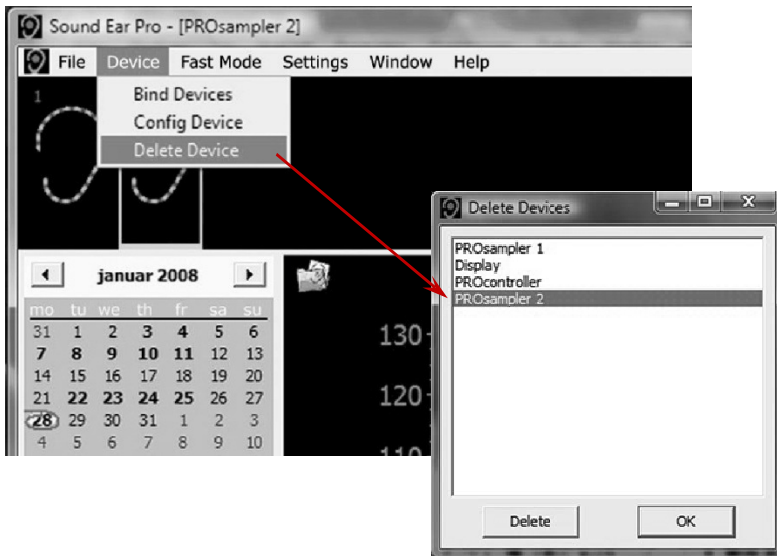 Sound Ear Pro - [PROsampler 2]
File Device Fast Mode Settings Window Help
1
Bind Devices
Config Device
Delete Device
januar 2008
mo tu we th fr sa su
31 1 2 3 4 5 6
7 8 9 10 11 12 13
14 15 16 17 18 19 20
21 22 23 24 25 26 27
28 29 30 31 1 2 3
4 5 6 7 8 9 10
130
120
110
Delete Devices
PROsampler 1
Display
PROcontroller
PROsampler 2
Delete OK